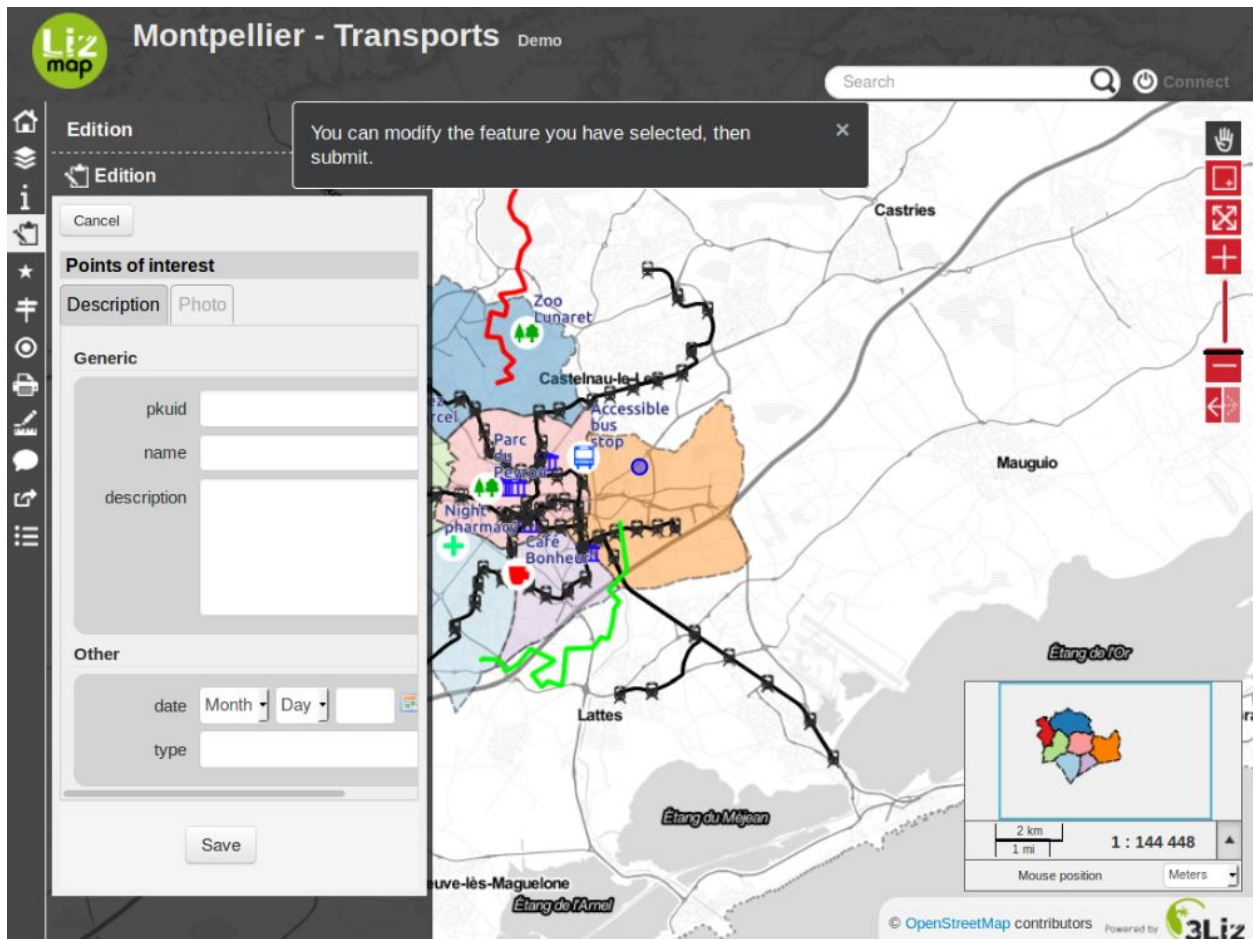 Liz
map
Montpellier - Transports Demo
Search
Connect
Edition
You can modify the feature you have selected, then
submit.
×
Edition
Cancel
Points of interest
Description Photo
Generic
pkuid
name
description
Other
date Month Day
type
Save
Castries
Zoo
Lunaret
Castelnau-le-Lez
Accessible
bus
stop
Parc
du
Peyrou
Mauguio
Night
pharmacy
Café
Bonheur
Étang de l'Or
Lattes
Étang du Méjean
euve-lès-Maguelone
Étang de l'Arnel
2 km
1 mi
1 : 144 448
Mouse position Meters
© OpenStreetMap contributors Powered by 3Liz